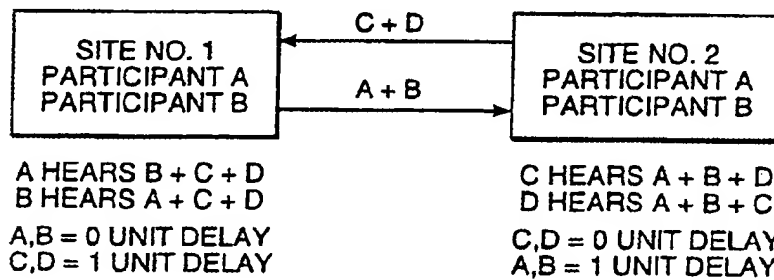 C + D
SITE NO. 1
PARTICIPANT A
PARTICIPANT B
A + B
SITE NO. 2
PARTICIPANT A
PARTICIPANT B
A HEARS B + C + D
B HEARS A + C + D
A,B = 0 UNIT DELAY
C,D = 1 UNIT DELAY
C HEARS A + B + D
D HEARS A + B + C
C,D = 0 UNIT DELAY
A,B = 1 UNIT DELAY